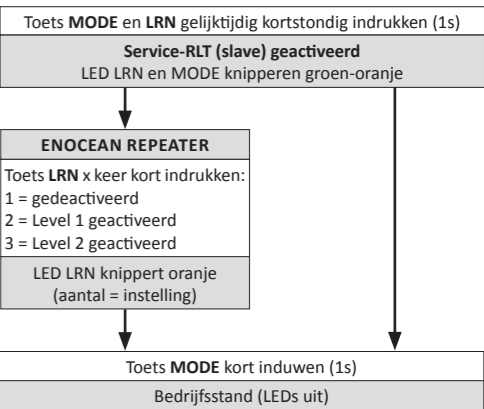 Toets MODE en LRN gelijktijdig kortstondig indrukken (1s)
Service-RLT (slave) geactiveerd
LED LRN en MODE knipperen groen-oranje
ENOCEAN REPEATER
Toets LRN x keer kort indrukken:
1 = gedeactiveerd
2 = Level 1 geactiveerd
3 = Level 2 geactiveerd
LED LRN knippert oranje
(aantal = instelling)
Toets MODE kort induwen (1s)
Bedrijfsstand (LEDs uit)